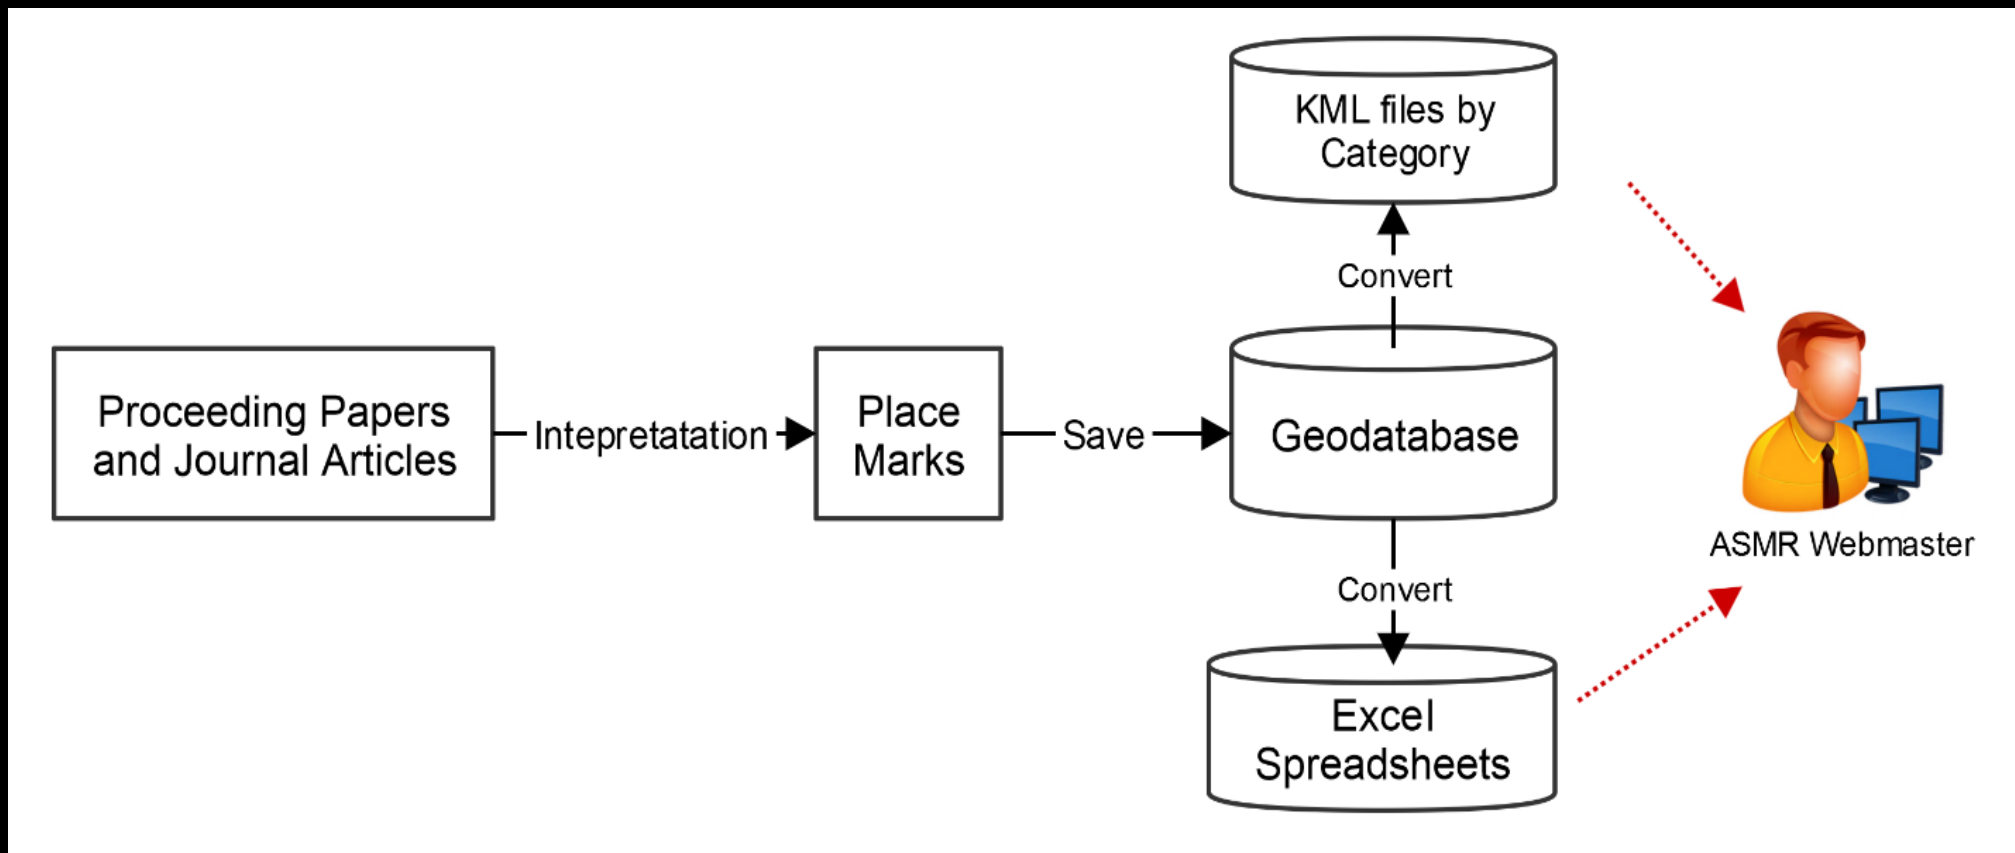 KML files by
Category
Convert
Proceeding Papers
and Journal Articles
Intepretatation
Place
Marks
Save
Geodatabase
ASMR Webmaster
Convert
Excel
Spreadsheets